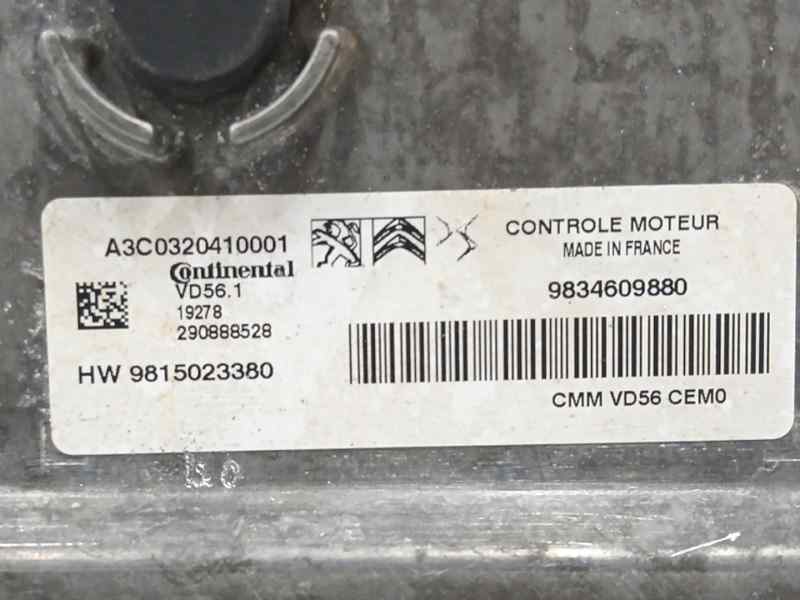 A3C0320410001
Continental
VD56.1
19278
290888528
HW 9815023380
CONTROLE MOTEUR
MADE IN FRANCE
9834609880
CMM VD56 CEM0